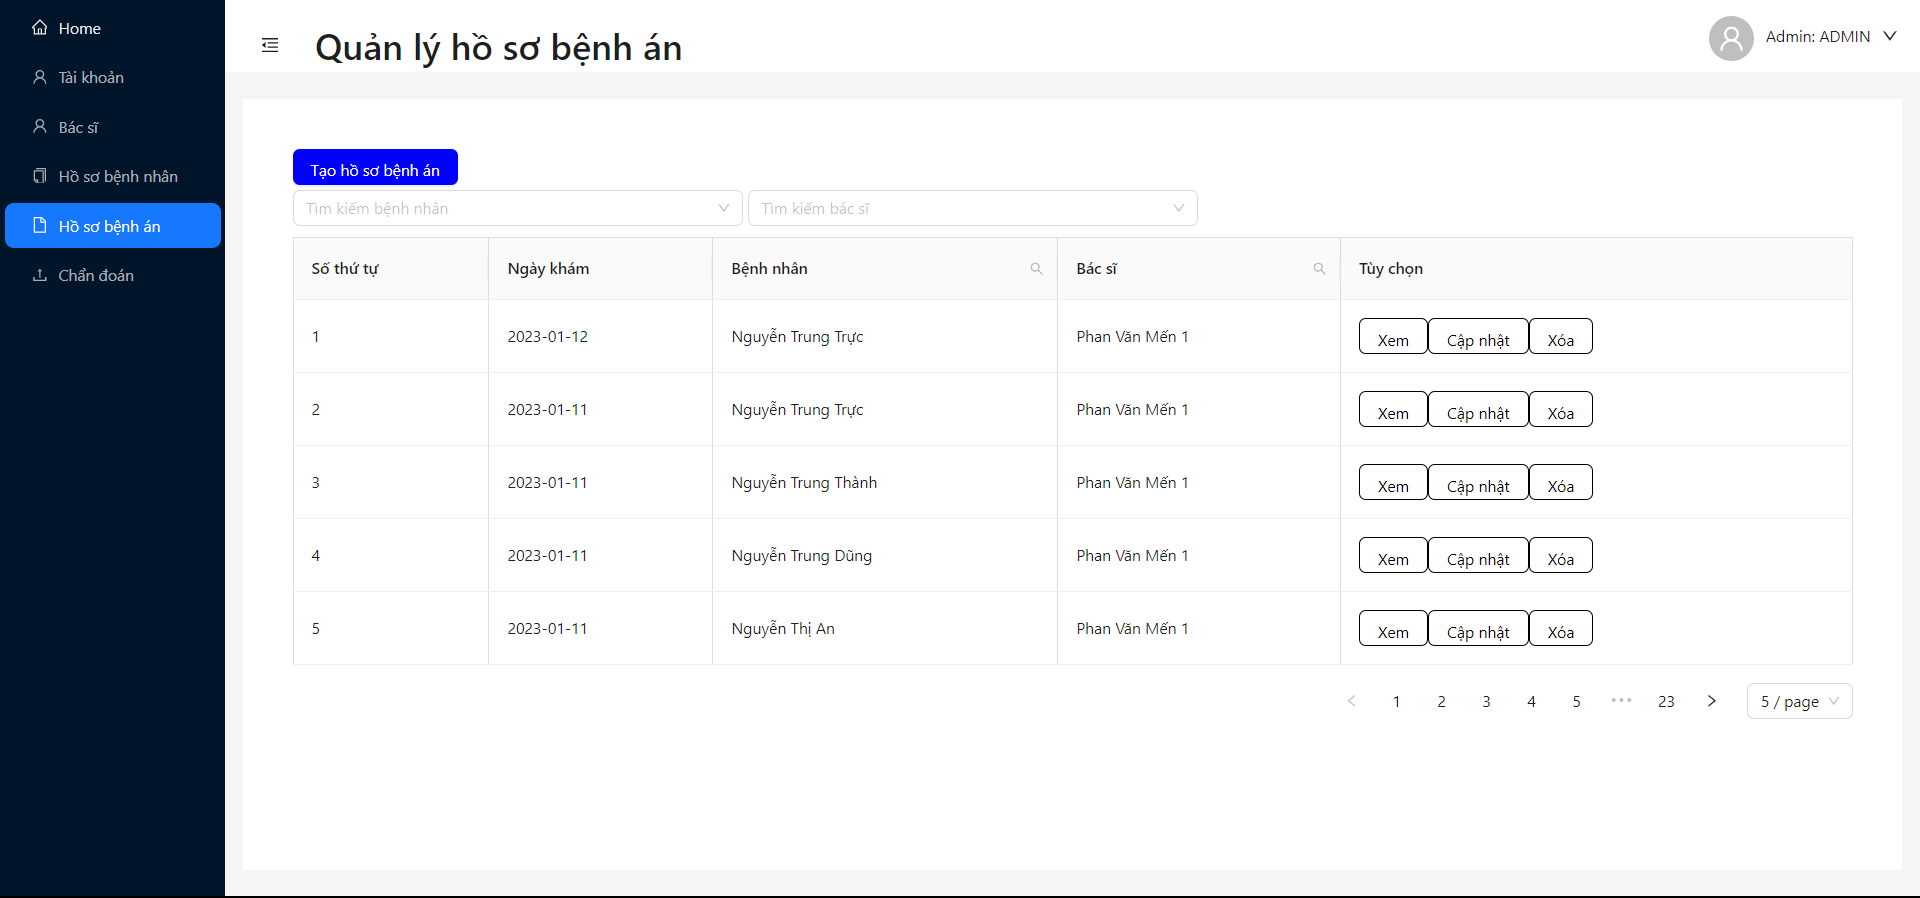 Home
Tài khoản
Bác sĩ
Hồ sơ bệnh nhân
Hồ sơ bệnh án
Chẩn đoán
Quản lý hồ sơ bệnh án
Admin: ADMIN
Tạo hồ sơ bệnh án
Tìm kiếm bệnh nhân Tìm kiếm bác sĩ
Số thứ tự Ngày khám Bệnh nhân Bác sĩ Tùy chọn
1 2023-01-12 Nguyễn Trung Trực Phan Văn Mến 1 Xem Cập nhật Xóa
2 2023-01-11 Nguyễn Trung Trực Phan Văn Mến 1 Xem Cập nhật Xóa
3 2023-01-11 Nguyễn Trung Thành Phan Văn Mến 1 Xem Cập nhật Xóa
4 2023-01-11 Nguyễn Trung Dũng Phan Văn Mến 1 Xem Cập nhật Xóa
5 2023-01-11 Nguyễn Thị An Phan Văn Mến 1 Xem Cập nhật Xóa
1 2 3 4 5 ••• 23 5 / page